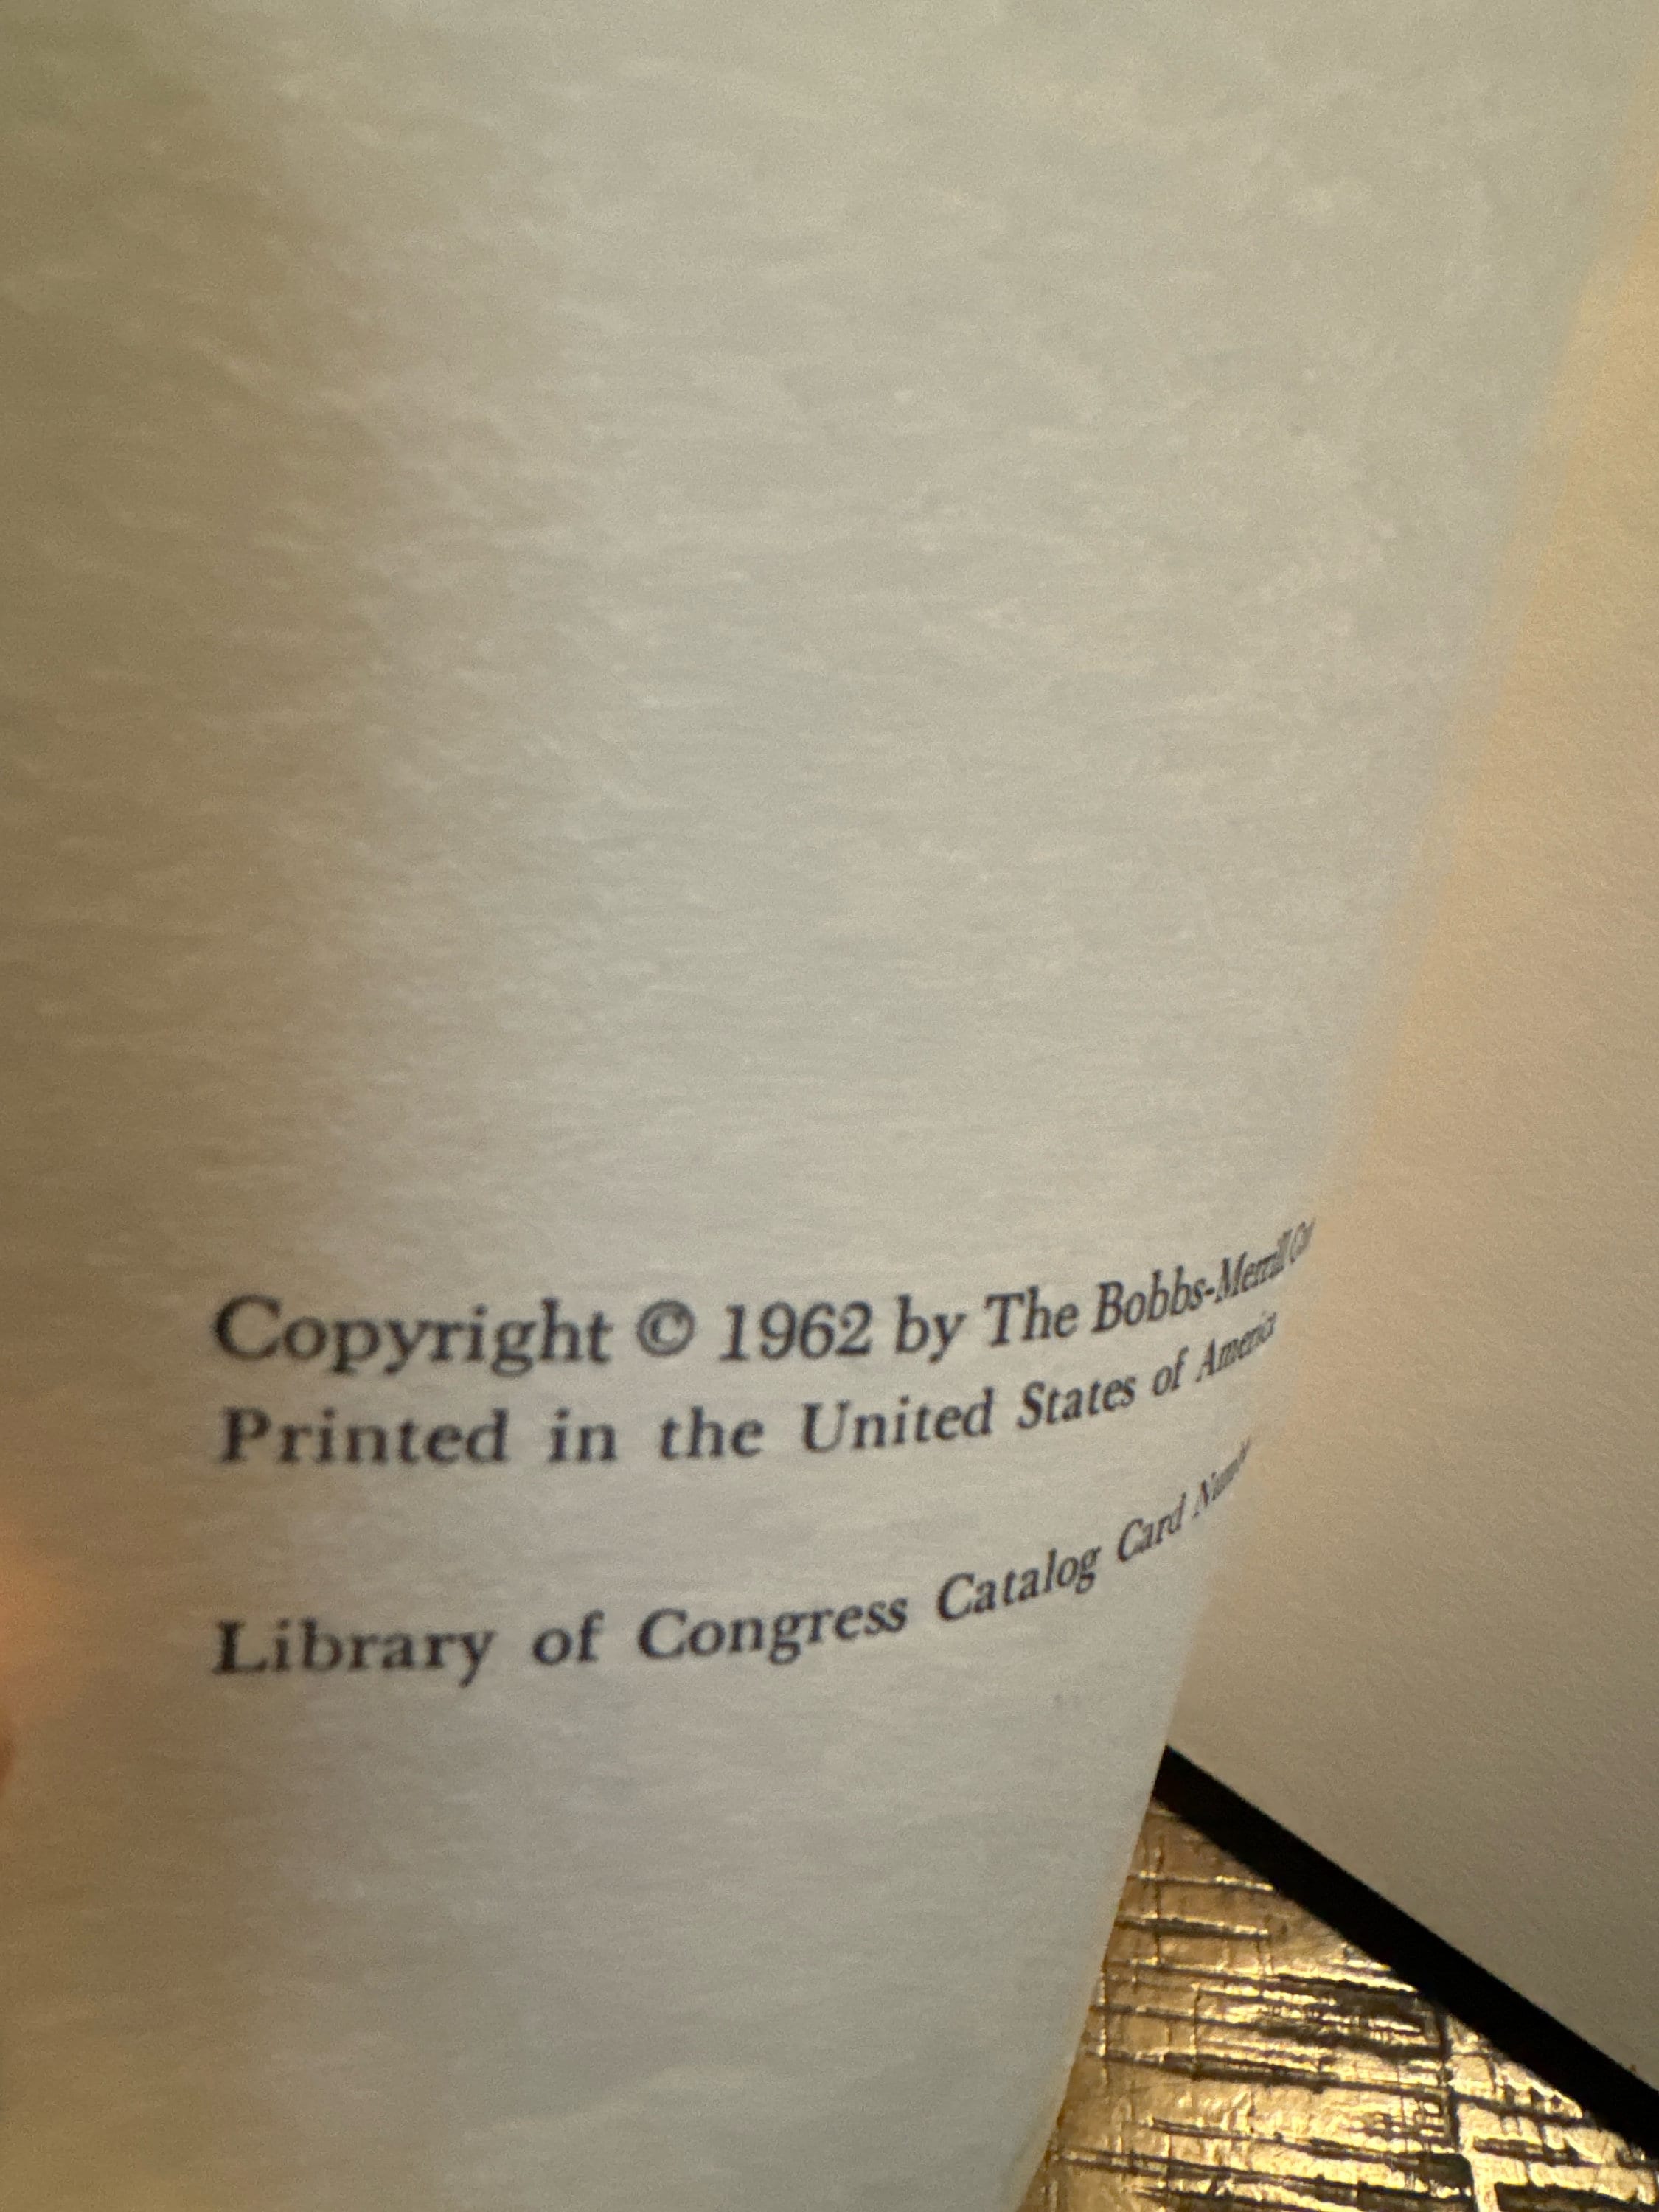 Copyright © 1962 by The Bobbs-Merrill
Printed in the United States of America
Library of Congress Catalog Card